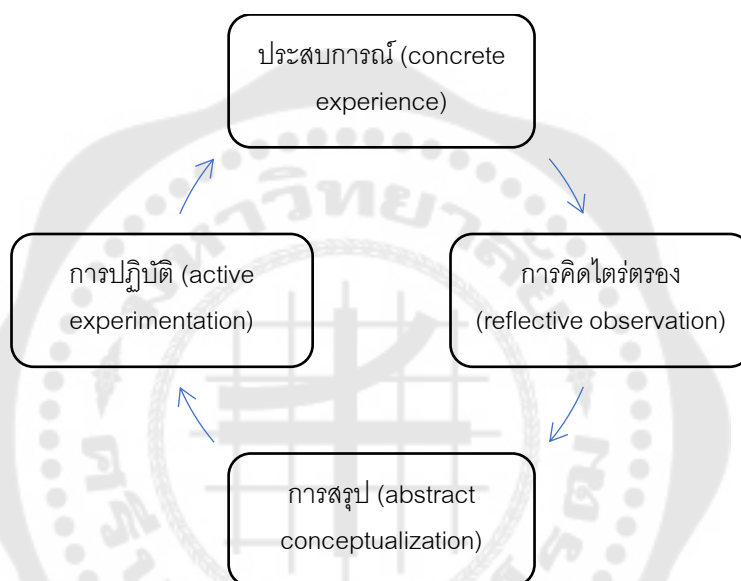 ประสบการณ์ (concrete
experience)
การปฏิบัติ (active
experimentation)
การคิดไตร่ตรอง
(reflective observation)
การสรุป (abstract
conceptualization)